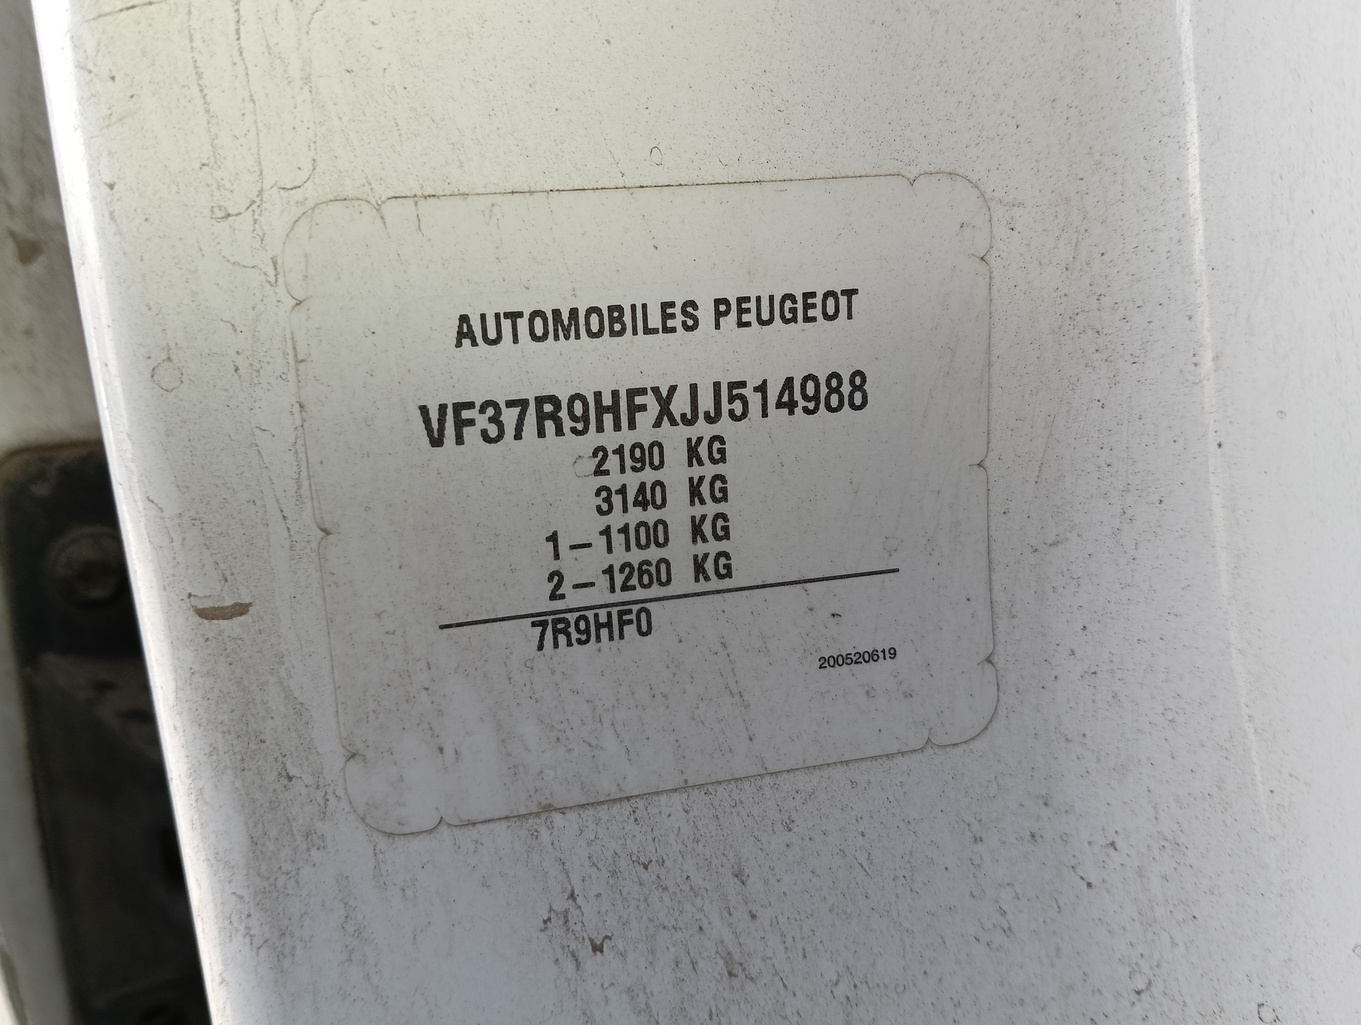 AUTOMOBILES PEUGEOT
VF37R9HFXJJ514988
2190 KG
3140 KG
1-1100 KG
2-1260 KG
7R9HF0
200520619